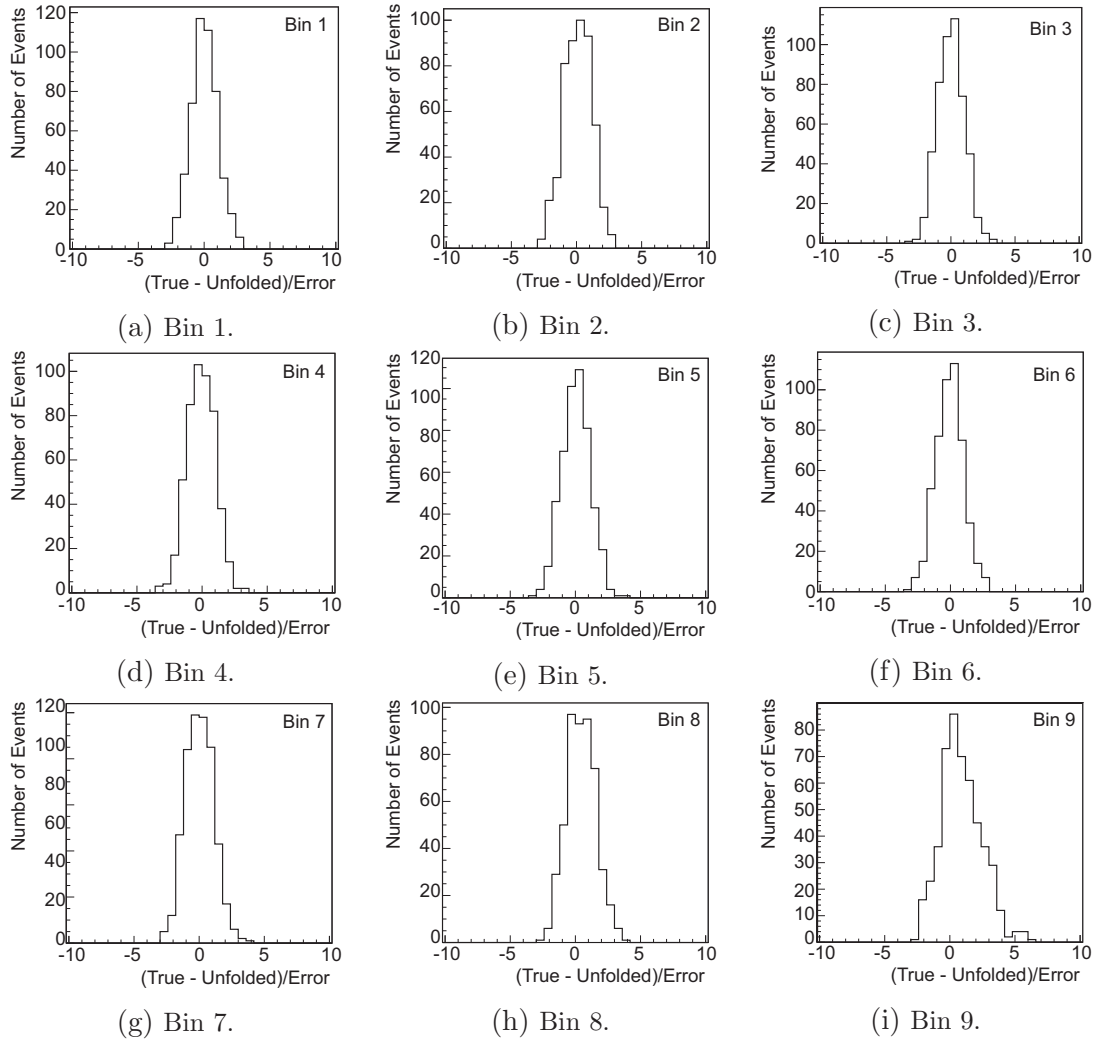 Number of Events
120
100
80
60
40
20
0
Bin 1
-10 -5 0 5 10
(True - Unfolded)/Error
(a) Bin 1.
Number of Events
100
80
60
40
20
0
Bin 2
-10 -5 0 5 10
(True - Unfolded)/Error
(b) Bin 2.
Number of Events
100
80
60
40
20
0
Bin 3
-10 -5 0 5 10
(True - Unfolded)/Error
(c) Bin 3.
Number of Events
100
80
60
40
20
0
Bin 4
-10 -5 0 5 10
(True - Unfolded)/Error
(d) Bin 4.
Number of Events
120
100
80
60
40
20
0
Bin 5
-10 -5 0 5 10
(True - Unfolded)/Error
(e) Bin 5.
Number of Events
100
80
60
40
20
0
Bin 6
-10 -5 0 5 10
(True - Unfolded)/Error
(f) Bin 6.
Number of Events
120
100
80
60
40
20
0
Bin 7
-10 -5 0 5 10
(True - Unfolded)/Error
(g) Bin 7.
Number of Events
100
80
60
40
20
0
Bin 8
-10 -5 0 5 10
(True - Unfolded)/Error
(h) Bin 8.
Number of Events
80
70
60
50
40
30
20
10
0
Bin 9
-10 -5 0 5 10
(True - Unfolded)/Error
(i) Bin 9.